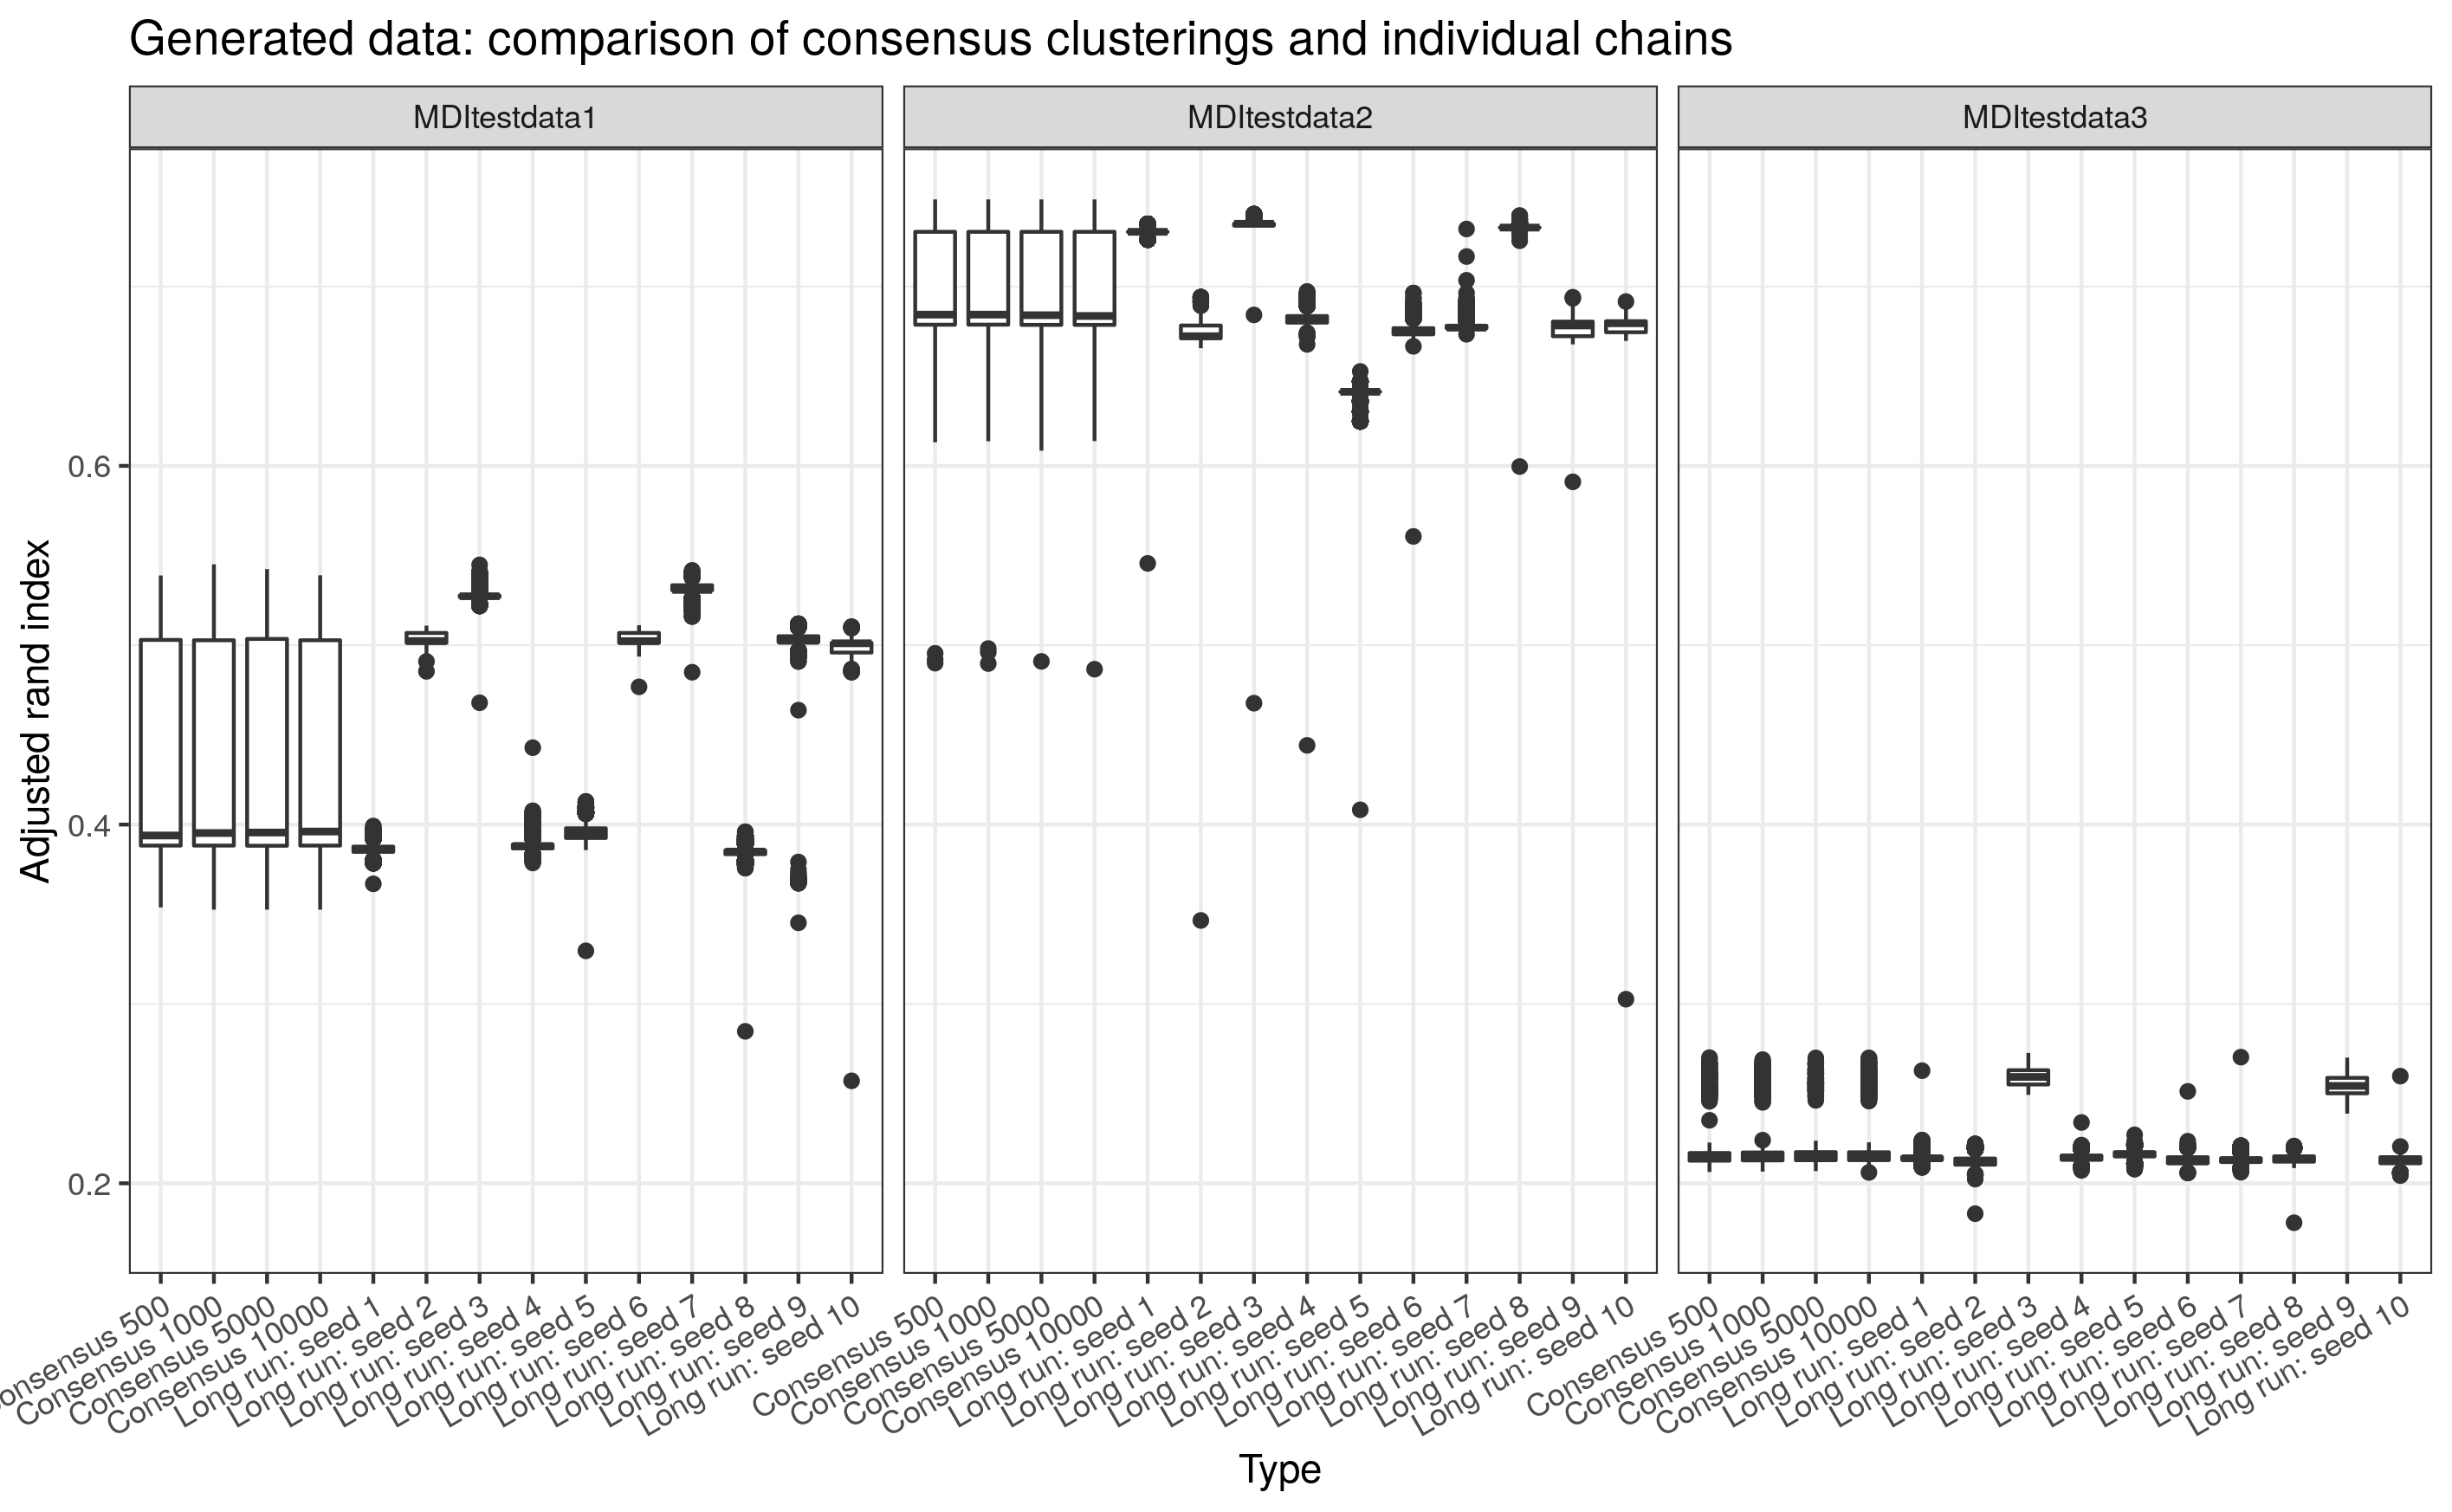 Generated data: comparison of consensus clusterings and individual chains
MDItestdata1
MDItestdata2
MDItestdata3
Adjusted rand index
0.6
0.4
0.2
onsensus 500
Consensus 1000
Consensus 5000
Consensus 10000
Long run: seed 1
Long run: seed 2
Long run: seed 3
Long run: seed 4
Long run: seed 5
Long run: seed 6
Long run: seed 7
Long run: seed 8
Long run: seed 9
Long run: seed 10
Consensus 500
Consensus 1000
Consensus 5000
Consensus 10000
Long run: seed 1
Long run: seed 2
Long run: seed 3
Long run: seed 4
Long run: seed 5
Long run: seed 6
Long run: seed 7
Long run: seed 8
Long run: seed 9
Long run: seed 10
Consensus 500
Consensus 1000
Consensus 5000
Consensus 10000
Long run: seed 1
Long run: seed 2
Long run: seed 3
Long run: seed 4
Long run: seed 5
Long run: seed 6
Long run: seed 7
Long run: seed 8
Long run: seed 9
Long run: seed 10
Type